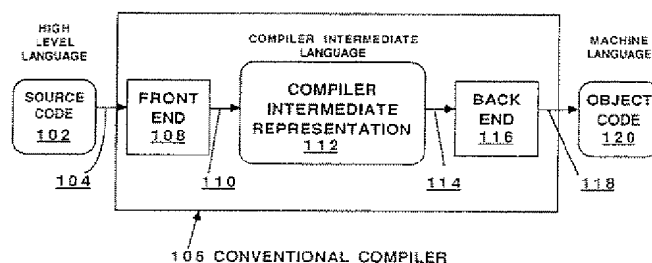 HIGH
LEVEL
LANGUAGE
COMPILER INTERMEDIATE
LANGUAGE
MACHINE
LANGUAGE
SOURCE
CODE
102
FRONT
END
108
COMPILER
INTERMEDIATE
REPRESENTATION
112
BACK
END
116
OBJECT
CODE
120
104
110
114
118
106 CONVENTIONAL COMPILER